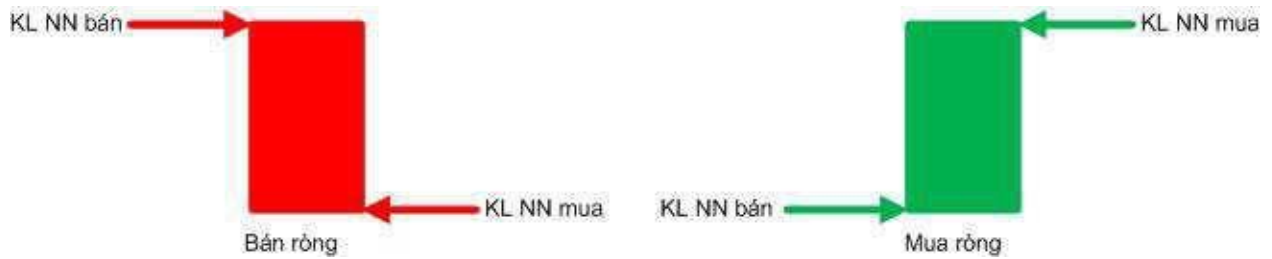 KL NN bán
KL NN mua
KL NN mua
KL NN bán
Bán ròng
Mua ròng